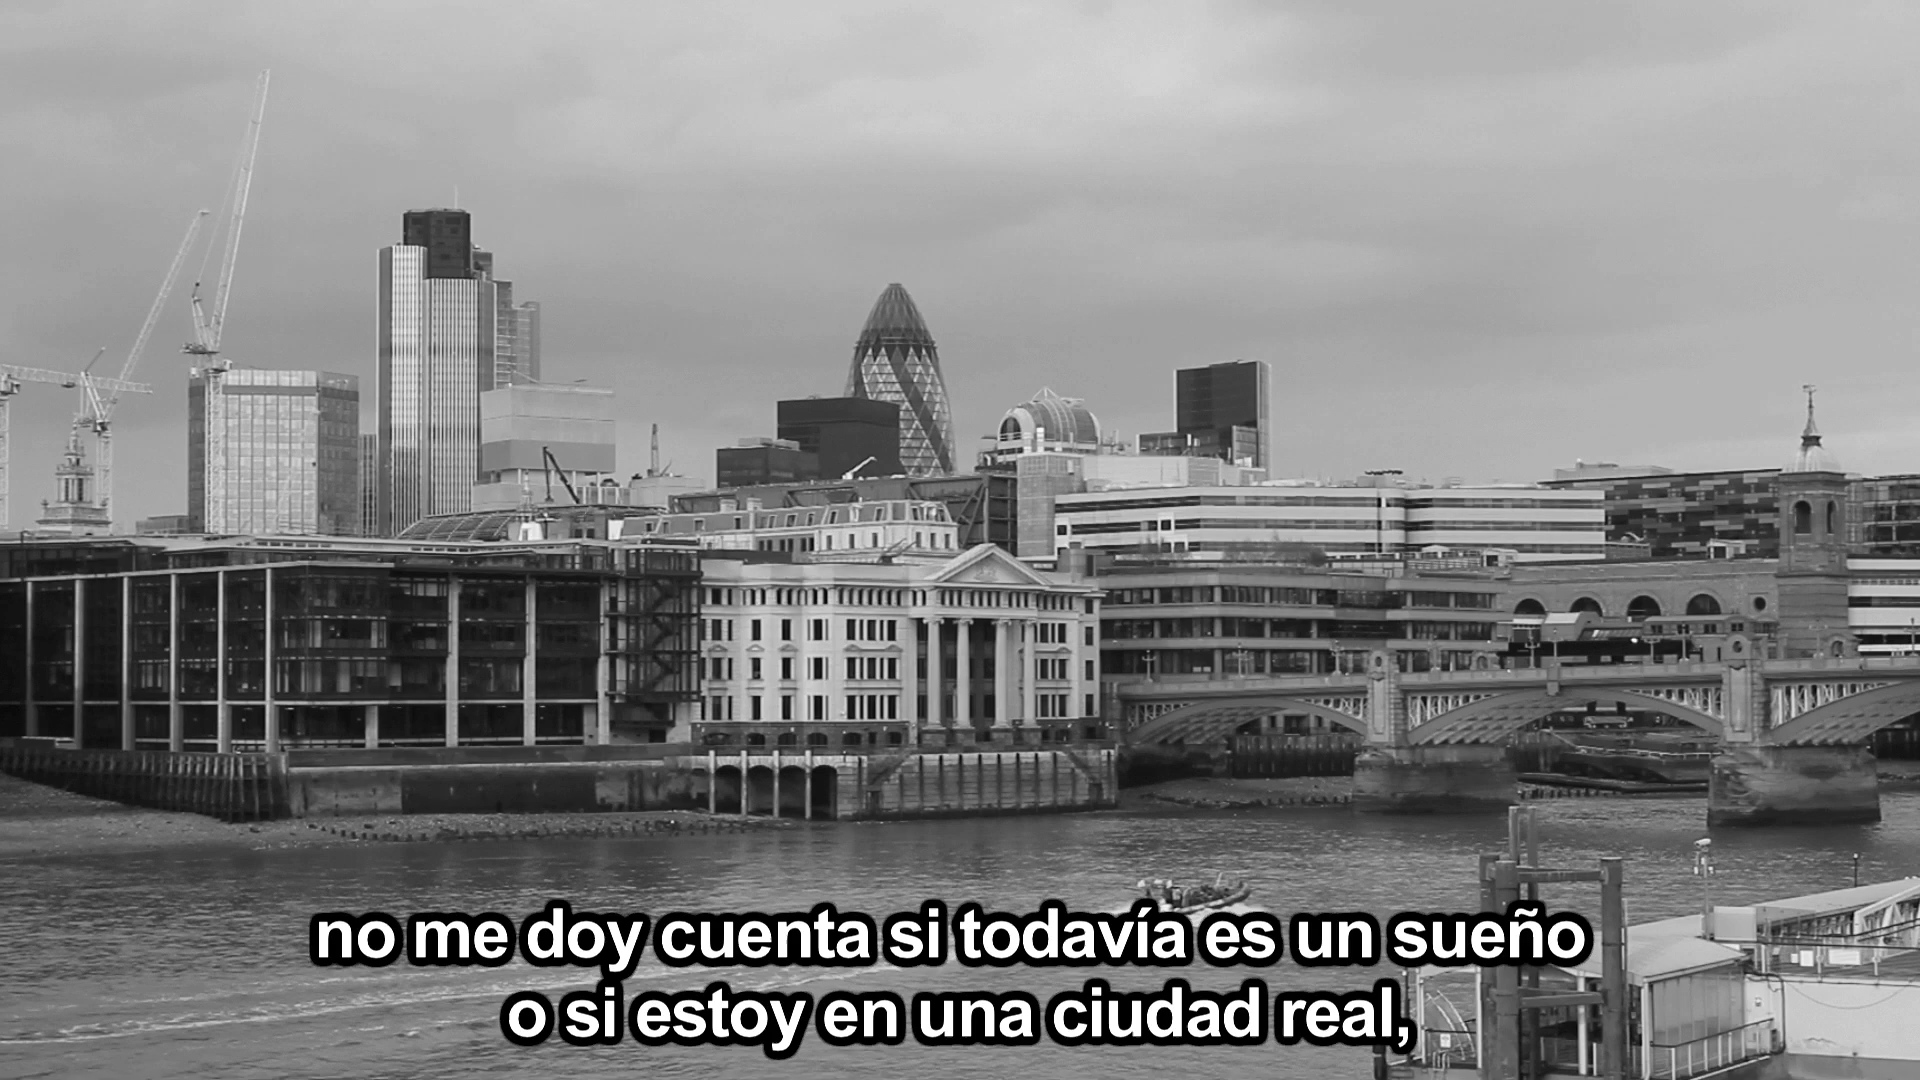 no me doy cuenta si todavía es un sueño
o si estoy en una ciudad real,